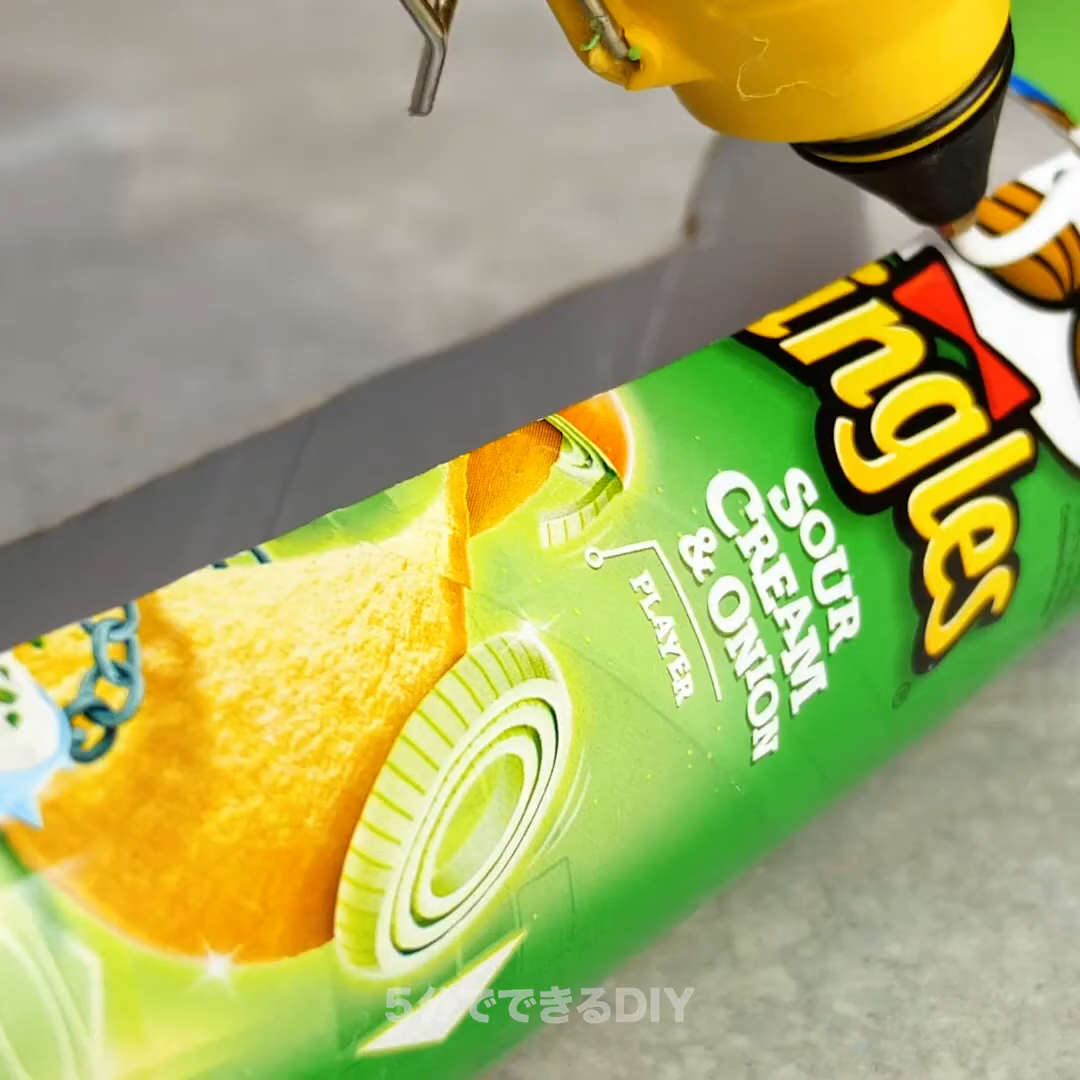 ingles
SOUR
CREAM
& ONION
PLAYER
5分でできるDIY